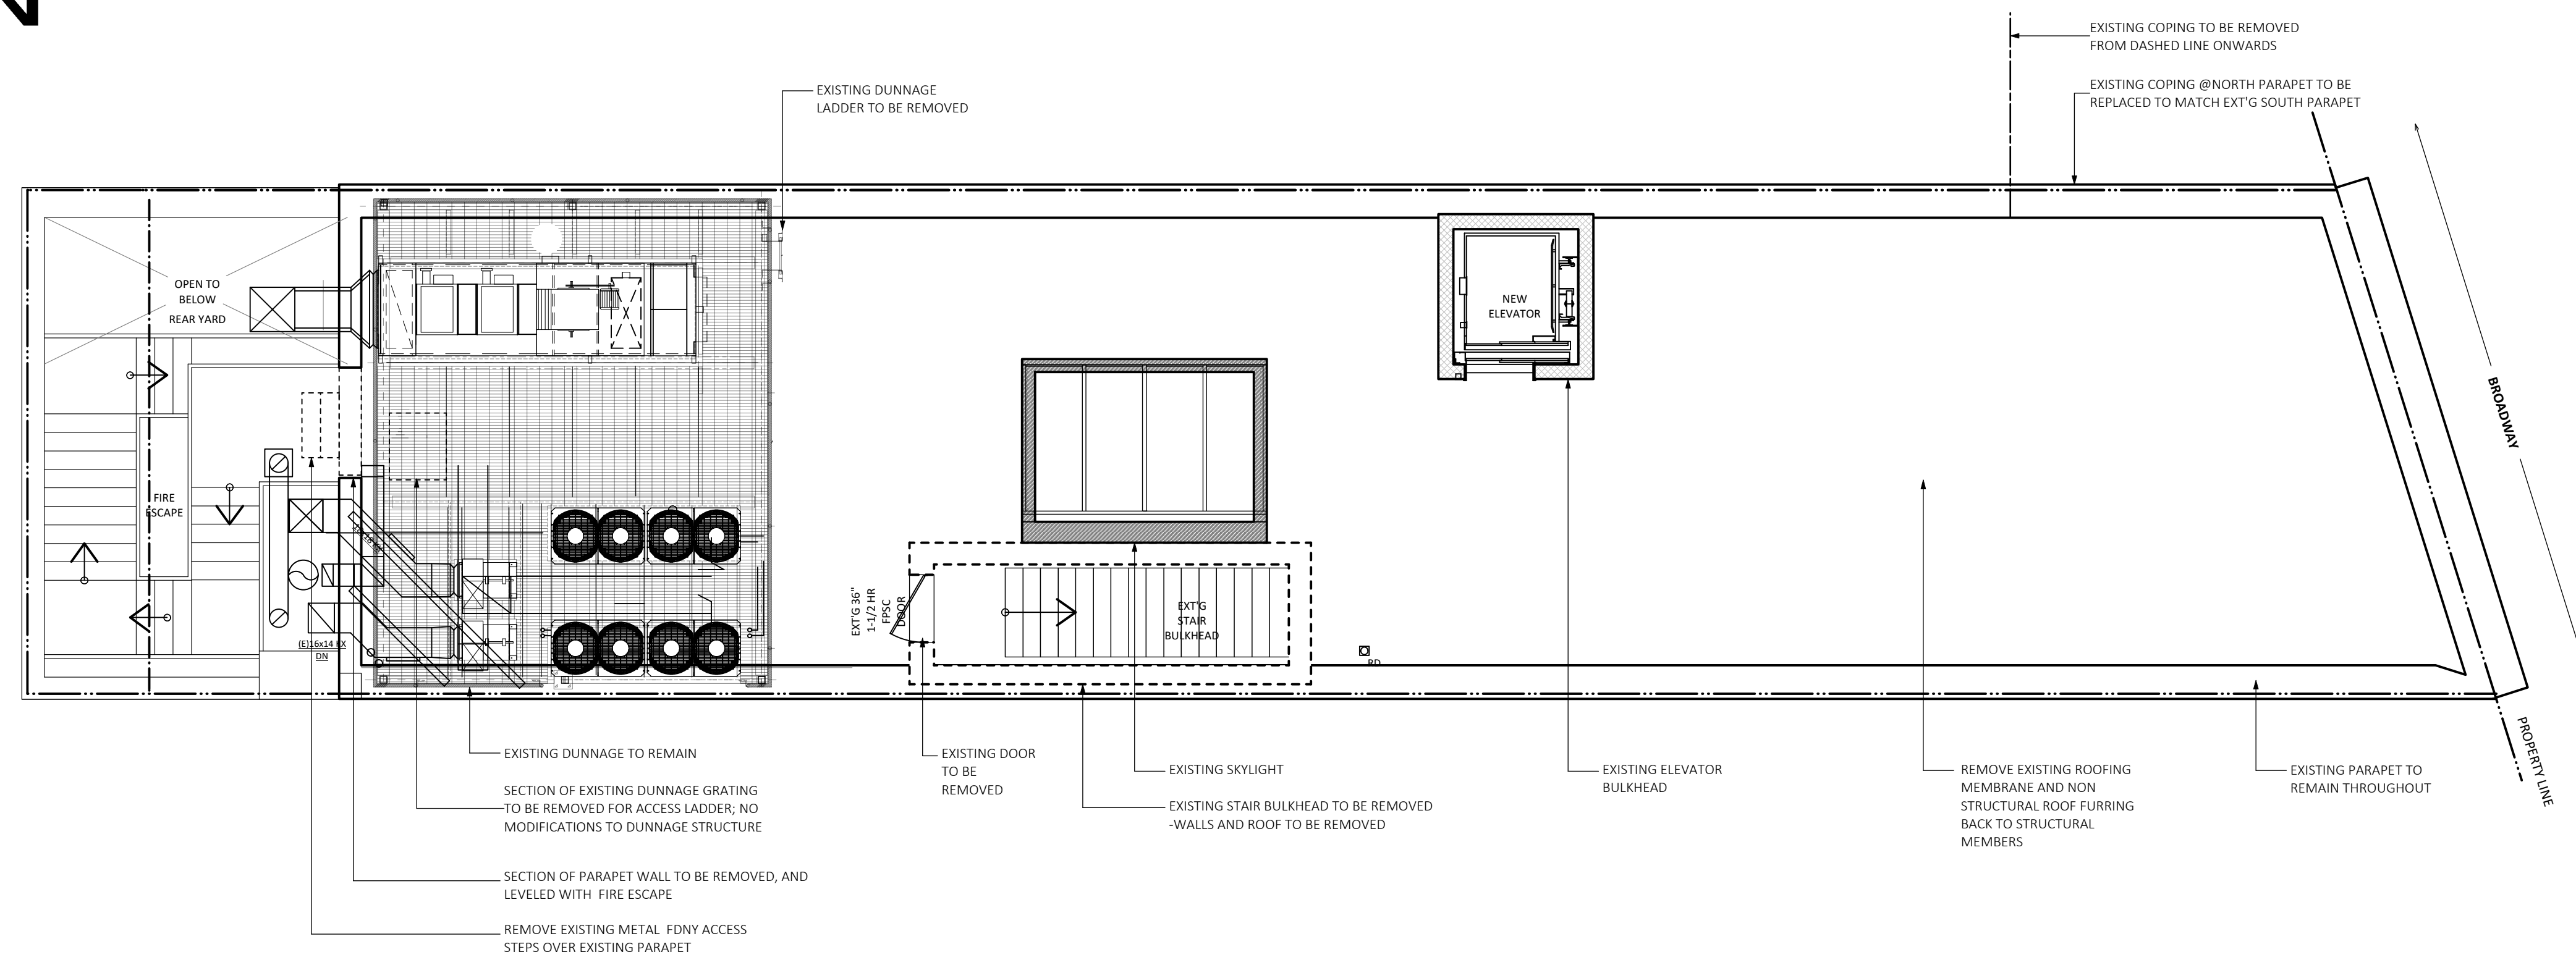 EXISTING COPING TO BE REMOVED
FROM DASHED LINE ONWARDS
EXISTING COPING @NORTH PARAPET TO BE
REPLACED TO MATCH EXT'G SOUTH PARAPET
EXISTING DUNNAGE
LADDER TO BE REMOVED
OPEN TO
BELOW
REAR YARD
NEW
ELEVATOR
BROADWAY
FIRE
ESCAPE
EXT'G 36"
1-1/2 HR
FPSC
DOOR
EXT'G
STAIR
BULKHEAD
(E)16x14 KX
DN
RD
PROPERTY LINE
EXISTING DUNNAGE TO REMAIN
SECTION OF EXISTING DUNNAGE GRATING
TO BE REMOVED FOR ACCESS LADDER; NO
MODIFICATIONS TO DUNNAGE STRUCTURE
SECTION OF PARAPET WALL TO BE REMOVED, AND
LEVELED WITH FIRE ESCAPE
REMOVE EXISTING METAL FDNY ACCESS
STEPS OVER EXISTING PARAPET
EXISTING DOOR
TO BE
REMOVED
EXISTING SKYLIGHT
EXISTING STAIR BULKHEAD TO BE REMOVED
-WALLS AND ROOF TO BE REMOVED
EXISTING ELEVATOR
BULKHEAD
REMOVE EXISTING ROOFING
MEMBRANE AND NON
STRUCTURAL ROOF FURRING
BACK TO STRUCTURAL
MEMBERS
EXISTING PARAPET TO
REMAIN THROUGHOUT